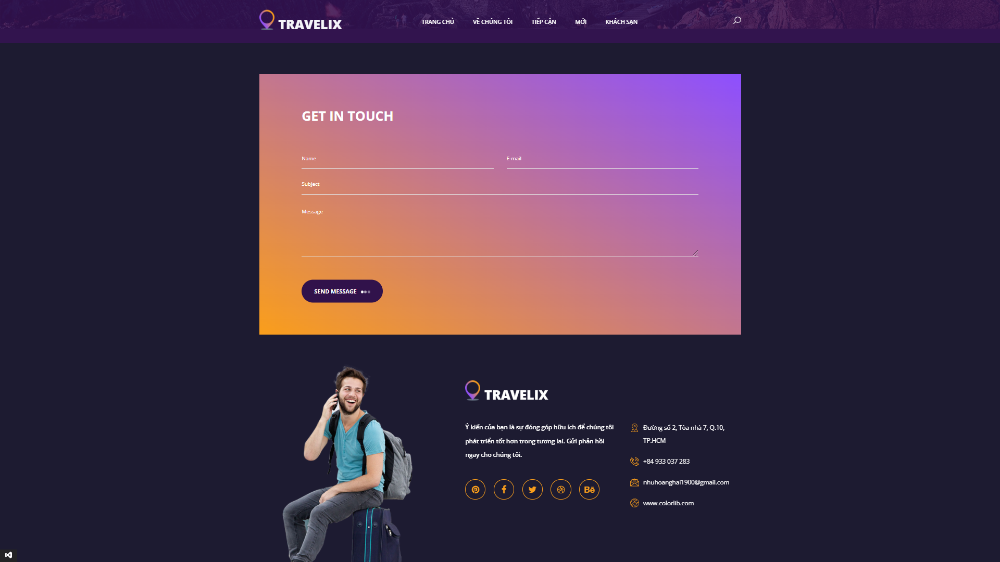 TRAVELIX
TRANG CHỦ
VỀ CHÚNG TÔI
TIẾP CẬN
MỚI
KHÁCH SẠN
GET IN TOUCH
Name
E-mail
Subject
Message
SEND MESSAGE
TRAVELIX
Ý kiến của bạn là sự đóng góp hữu ích để chúng tôi
phát triển tốt hơn trong tương lai. Gửi phản hồi
ngay cho chúng tôi.
Bē
Đường số 2, Tòa nhà 7, Q.10,
TP.HCM
+84 933 037 283
nhuhoanghai1900@gmail.com
www.colorlib.com